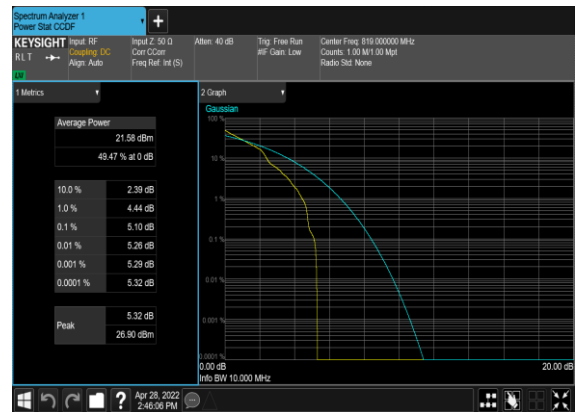 Spectrum Analyzer 1
Power Stat CCDF
+
KEYSIGHT
RLT
Input: RF
Coupling: DC
Align: Auto
Input Z: 50 Ω
Corr CCorr
Freq Ref: Int (S)
Atten: 40 dB
Trig: Free Run
#IF Gain: Low
Center Freq: 819.000000 MHz
Counts: 1.00 M/1.00 Mpt
Radio Std: None
1 Metrics
Average Power
21.58 dBm
49.47 % at 0 dB
10.0 % 2.39 dB
1.0 % 4.44 dB
0.1 % 5.10 dB
0.01 % 5.26 dB
0.001 % 5.29 dB
0.0001 % 5.32 dB
Peak
5.32 dB
26.90 dBm
2 Graph
Gaussian
100 %
10 %
1 %
0.1 %
0.01 %
0.001 %
0.0001 %
0.00 dB 20.00 dB
Info BW 10.000 MHz
?
Apr 28, 2022
2:46:06 PM